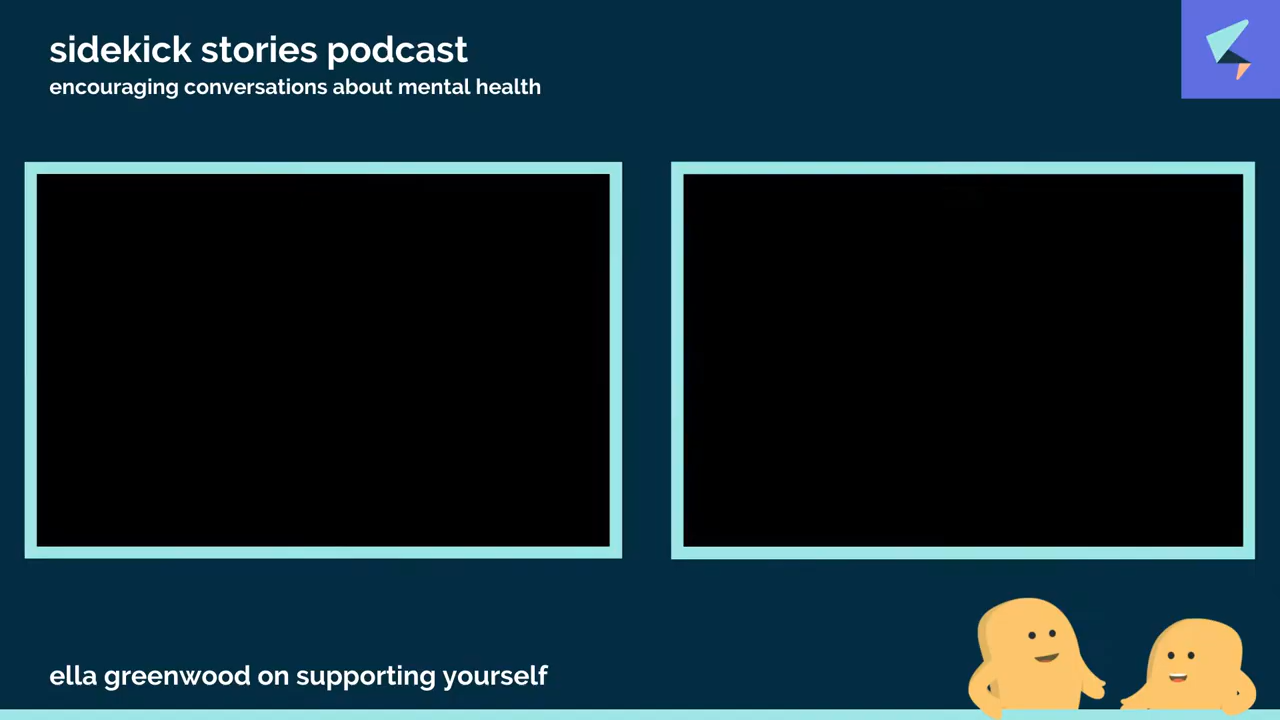 sidekick stories podcast
encouraging conversations about mental health
ella greenwood on supporting yourself